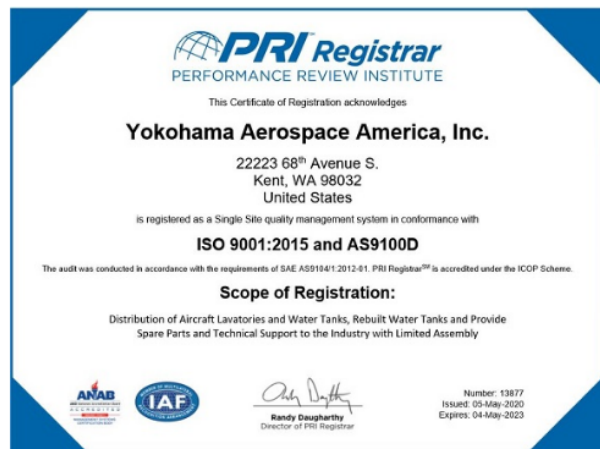 PRI Registrar
PERFORMANCE REVIEW INSTITUTE
This Certificate of Registration acknowledges
Yokohama Aerospace America, Inc.
22223 68th Avenue S.
Kent, WA 98032
United States
is registered as a Single Site quality management system in conformance with
ISO 9001:2015 and AS9100D
The audit was conducted in accordance with the requirements of SAE AS9104/1:2012-01. PRI Registrar℠ is accredited under the ICOP Scheme.
Scope of Registration:
Distribution of Aircraft Lavatories and Water Tanks, Rebuilt Water Tanks and Provide
Spare Parts and Technical Support to the Industry with Limited Assembly
ANAB
ACCREDITED
IAF
Randy Daugharthy
Director of PRI Registrar
Number: 13877
Issued: 05-May-2020
Expires: 04-May-2023